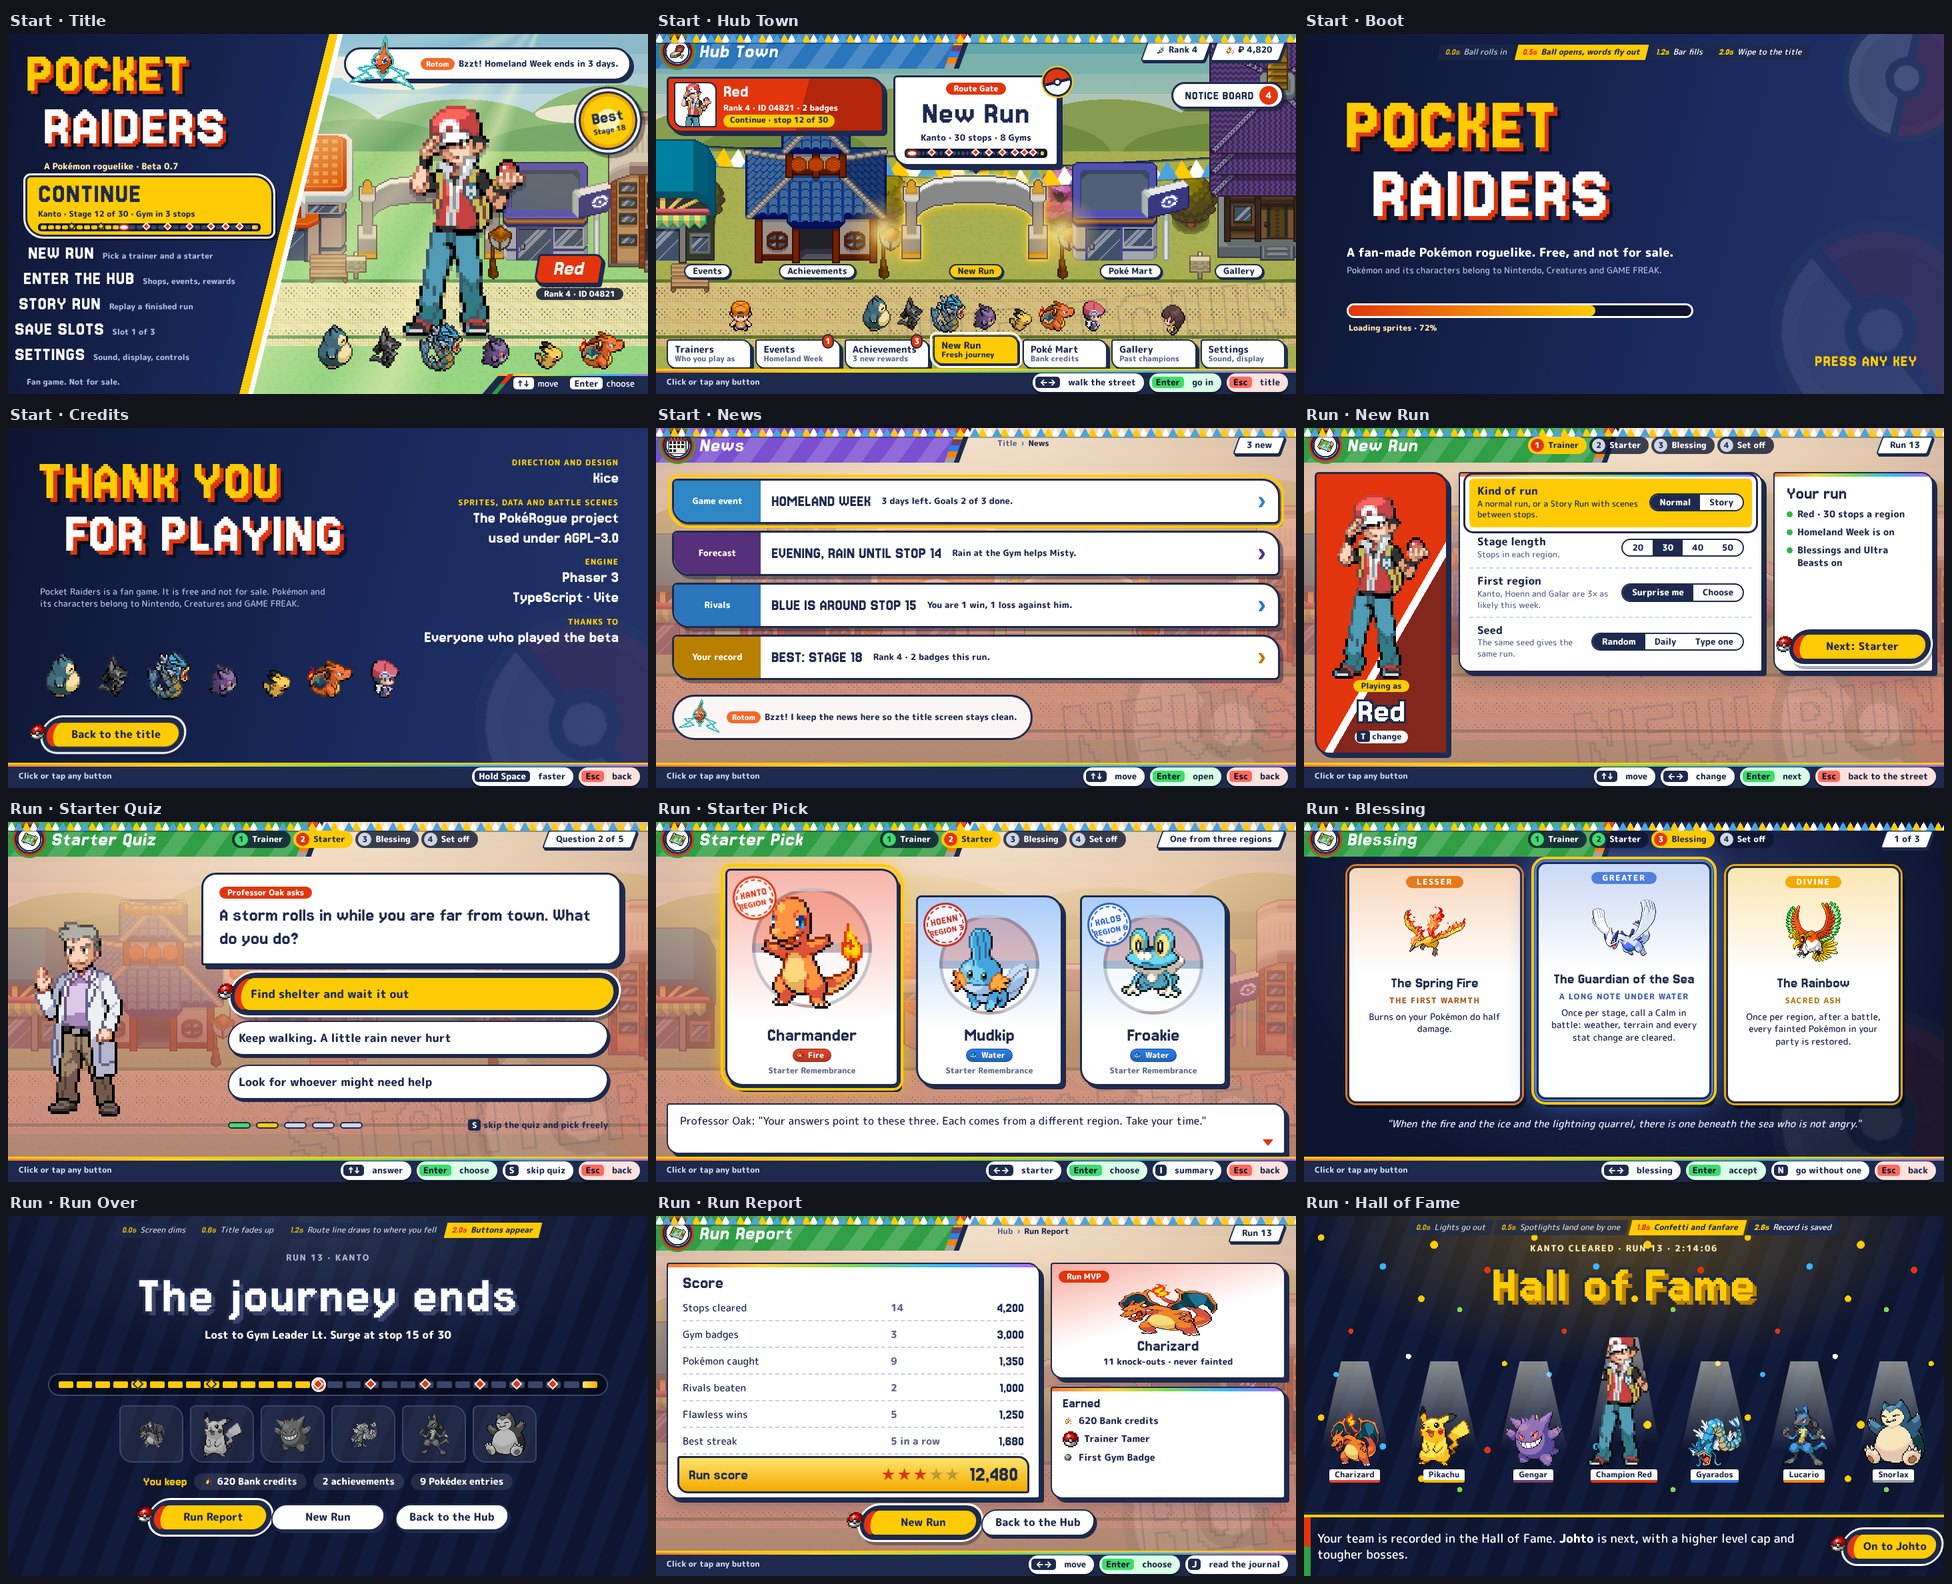 Start · Title
POCKET
RAIDERS
A Pokémon roguelike · Beta 0.7
CONTINUE
Kanto · Stage 12 of 30 · Gym in 3 stops
NEW RUN Pick a trainer and a starter
ENTER THE HUB Shops, events, rewards
STORY RUN Replay a finished run
SAVE SLOTS Slot 1 of 3
SETTINGS Sound, display, controls
Fan game. Not for sale.
Rotom Bzzt! Homeland Week ends in 3 days.
Best
Stage 18
Red
Rank 4 · ID 04821
↑↓ move Enter choose
Start · Hub Town
Hub Town
Rank 4
₽ 4,820
Red
Rank 4 · ID 04821 · 2 badges
Continue · stop 12 of 30
Route Gate
New Run
Kanto · 30 stops · 8 Gyms
NOTICE BOARD 4
Events
Achievements
New Run
Poké Mart
Gallery
Trainers
Who you play as
Events 1
Homeland Week
Achievements 3
3 new rewards
New Run
Fresh journey
Poké Mart
Bank credits
Gallery
Past champions
Settings
Sound, display
Click or tap any button
←→ walk the street Enter go in Esc title
Start · Boot
0.0s Ball rolls in 0.5s Ball opens, words fly out 1.2s Bar fills 2.0s Wipe to the title
POCKET
RAIDERS
A fan-made Pokémon roguelike. Free, and not for sale.
Pokémon and its characters belong to Nintendo, Creatures and GAME FREAK.
Loading sprites · 72%
PRESS ANY KEY
Start · Credits
THANK YOU
FOR PLAYING
Pocket Raiders is a fan game. It is free and not for sale. Pokémon and
its characters belong to Nintendo, Creatures and GAME FREAK.
DIRECTION AND DESIGN
Kice
SPRITES, DATA AND BATTLE SCENES
The PokéRogue project
used under AGPL-3.0
ENGINE
Phaser 3
TypeScript · Vite
THANKS TO
Everyone who played the beta
Back to the title
Click or tap any button
Hold Space faster Esc back
Start · News
News
Title › News
3 new
Game event HOMELAND WEEK 3 days left. Goals 2 of 3 done.
Forecast EVENING, RAIN UNTIL STOP 14 Rain at the Gym helps Misty.
Rivals BLUE IS AROUND STOP 15 You are 1 win, 1 loss against him.
Your record BEST: STAGE 18 Rank 4 · 2 badges this run.
Rotom Bzzt! I keep the news here so the title screen stays clean.
NEWS
Click or tap any button
↑↓ move Enter open Esc back
Run · New Run
New Run
1 Trainer 2 Starter 3 Blessing 4 Set off
Run 13
Playing as
Red
T change
Kind of run
A normal run, or a Story Run with scenes
between stops.
Normal Story
Stage length
Stops in each region.
20 30 40 50
First region
Kanto, Hoenn and Galar are 3× as
likely this week.
Surprise me Choose
Seed
The same seed gives the
same run.
Random Daily Type one
Your run
Red · 30 stops a region
Homeland Week is on
Blessings and Ultra
Beasts on
Next: Starter
NEW RUN
Click or tap any button
↑↓ move ←→ change Enter next Esc back to the street
Run · Starter Quiz
Starter Quiz
1 Trainer 2 Starter 3 Blessing 4 Set off
Question 2 of 5
Professor Oak asks
A storm rolls in while you are far from town. What
do you do?
Find shelter and wait it out
Keep walking. A little rain never hurt
Look for whoever might need help
S skip the quiz and pick freely
STARTER
Click or tap any button
↑↓ answer Enter choose S skip quiz Esc back
Run · Starter Pick
Starter Pick
1 Trainer 2 Starter 3 Blessing 4 Set off
One from three regions
KANTO
REGION 1
Charmander
Fire
Starter Remembrance
HOENN
REGION 3
Mudkip
Water
Starter Remembrance
KALOS
REGION 6
Froakie
Water
Starter Remembrance
Professor Oak: "Your answers point to these three. Each comes from a different region. Take your time."
Click or tap any button
←→ starter Enter choose I summary Esc back
Run · Blessing
Blessing
1 Trainer 2 Starter 3 Blessing 4 Set off
1 of 3
LESSER
The Spring Fire
THE FIRST WARMTH
Burns on your Pokémon do half
damage.
GREATER
The Guardian of the Sea
A LONG NOTE UNDER WATER
Once per stage, call a Calm in
battle: weather, terrain and every
stat change are cleared.
DIVINE
The Rainbow
SACRED ASH
Once per region, after a battle,
every fainted Pokémon in your
party is restored.
"When the fire and the ice and the lightning quarrel, there is one beneath the sea who is not angry."
Click or tap any button
←→ blessing Enter accept N go without one Esc back
Run · Run Over
0.0s Screen dims 0.6s Title fades up 1.2s Route line draws to where you fell 2.0s Buttons appear
RUN 13 · KANTO
The journey ends
Lost to Gym Leader Lt. Surge at stop 15 of 30
You keep 620 Bank credits 2 achievements 9 Pokédex entries
Run Report New Run Back to the Hub
Run · Run Report
Run Report
Hub › Run Report
Run 13
Score
Stops cleared 14 4,200
Gym badges 3 3,000
Pokémon caught 9 1,350
Rivals beaten 2 1,000
Flawless wins 5 1,250
Best streak 5 in a row 1,680
Run score ★★★★★ 12,480
Run MVP
Charizard
11 knock-outs · never fainted
Earned
620 Bank credits
Trainer Tamer
First Gym Badge
New Run Back to the Hub
Click or tap any button
←→ move Enter choose J read the journal
Run · Hall of Fame
0.0s Lights go out 0.5s Spotlights land one by one 1.8s Confetti and fanfare 2.8s Record is saved
KANTO CLEARED · RUN 13 · 2:14:06
Hall of Fame
Charizard
Pikachu
Gengar
Champion Red
Gyarados
Lucario
Snorlax
Your team is recorded in the Hall of Fame. Johto is next, with a higher level cap and
tougher bosses.
On to Johto